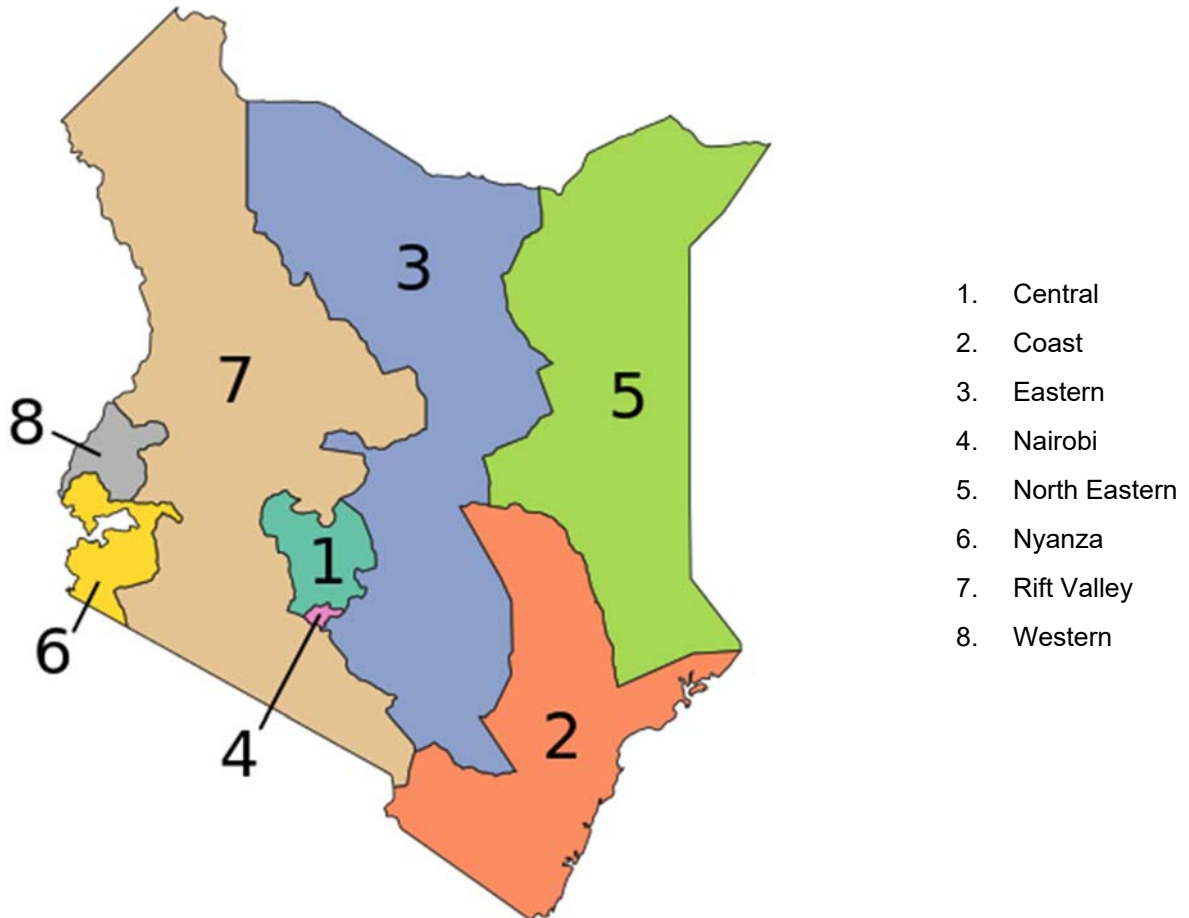 3
7
5
8
1
6
4
2
1. Central
2. Coast
3. Eastern
4. Nairobi
5. North Eastern
6. Nyanza
7. Rift Valley
8. Western